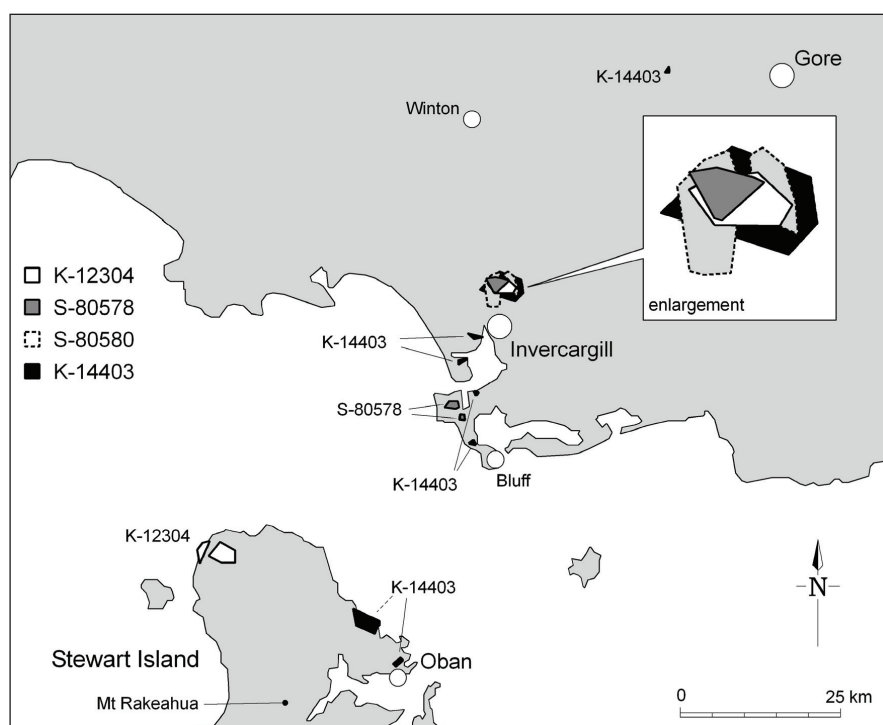 Gore
K-14403
Winton
enlargement
K-12304
S-80578
S-80580
K-14403
K-14403
Invercargill
S-80578
K-14403
Bluff
K-12304
K-14403
N
Stewart Island
Oban
Mt Rakeahua
0
25 km